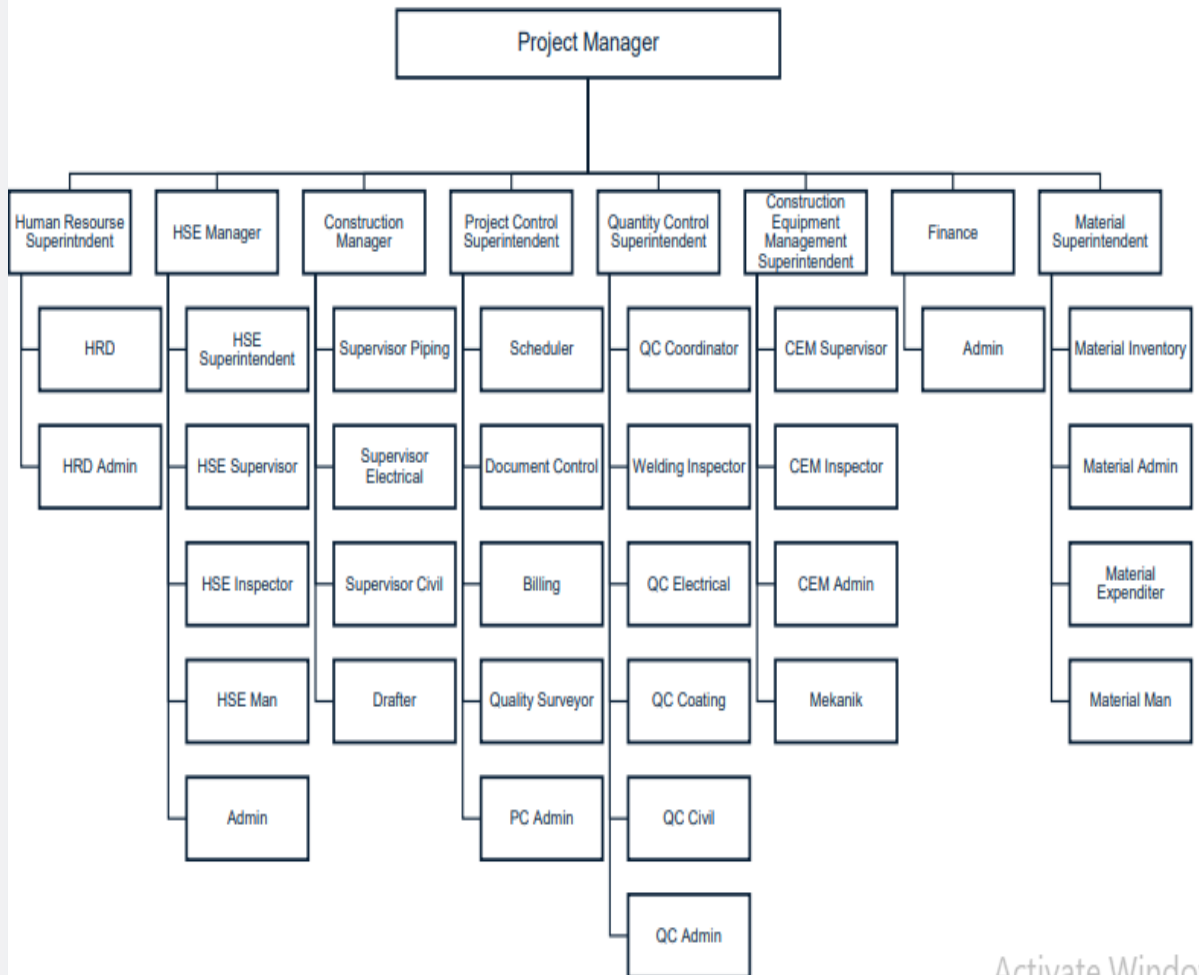 Project Manager
Human Resourse
Superintndent
HSE Manager
Construction
Manager
Project Control
Superintendent
Quantity Control
Superintendent
Construction
Equipment
Management
Superintendent
Finance
Material
Superintendent
HRD
HSE
Superintendent
Supervisor Piping
Scheduler
QC Coordinator
CEM Supervisor
Admin
Material Inventory
HRD Admin
HSE Supervisor
Supervisor
Electrical
Document Control
Welding Inspector
CEM Inspector
Material Admin
HSE Inspector
Supervisor Civil
Billing
QC Electrical
CEM Admin
Material
Expenditer
HSE Man
Drafter
Quality Surveyor
QC Coating
Mekanik
Material Man
Admin
PC Admin
QC Civil
QC Admin
Activate Windo